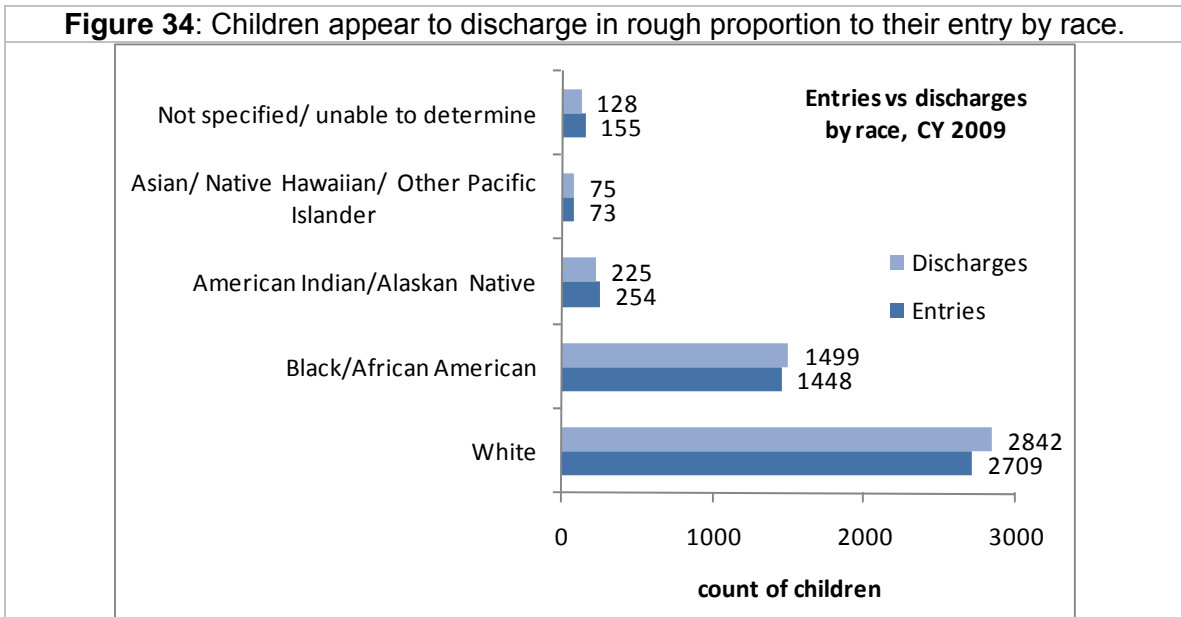 Figure 34: Children appear to discharge in rough proportion to their entry by race.
Entries vs discharges
by race, CY 2009
Not specified/ unable to determine
128
155
Asian/ Native Hawaiian/ Other Pacific
Islander
75
73
American Indian/Alaskan Native
225
254
Discharges
Entries
Black/African American
1499
1448
White
2842
2709
0 1000 2000 3000
count of children